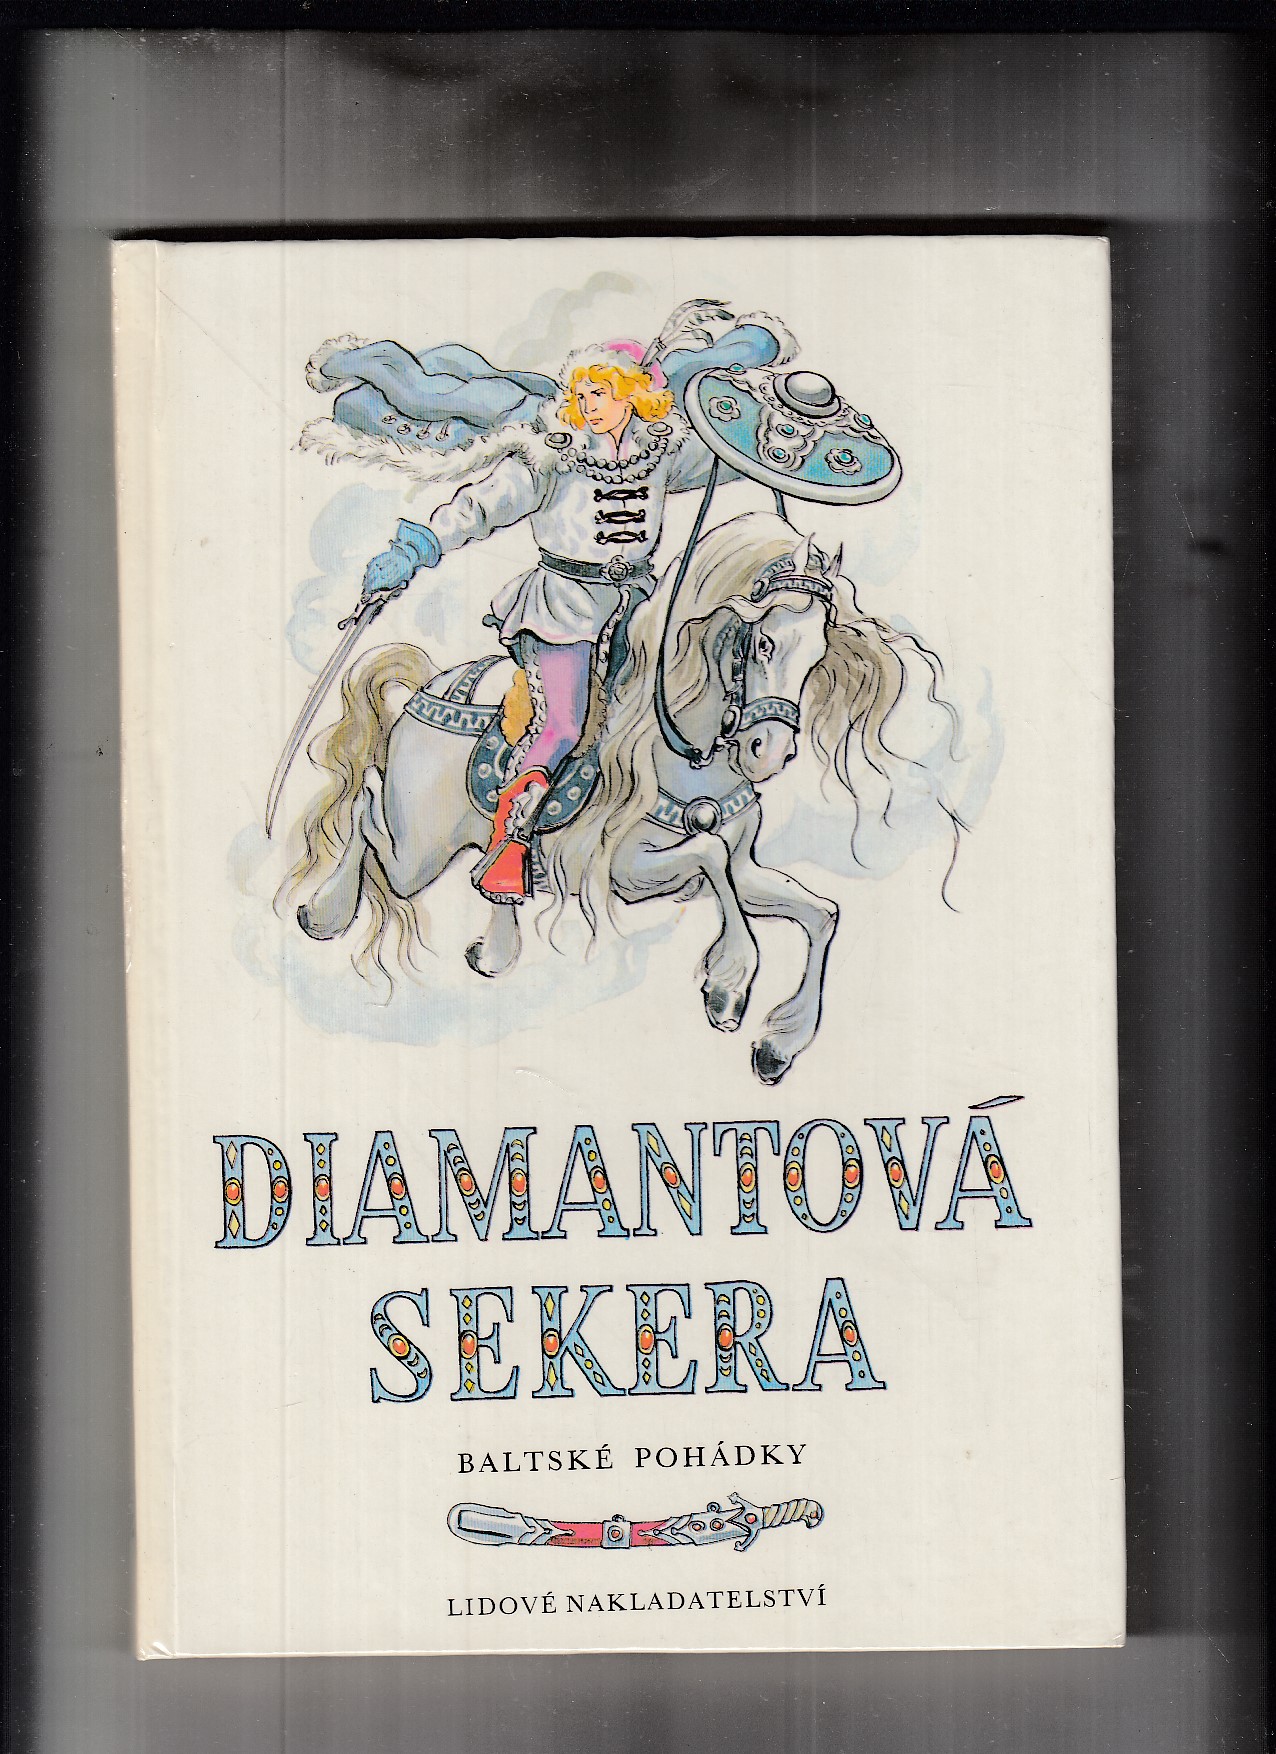 DIAMANTOVÁ
SEKERA
BALTSKÉ POHÁDKY
LIDOVÉ NAKLADATELSTVÍ